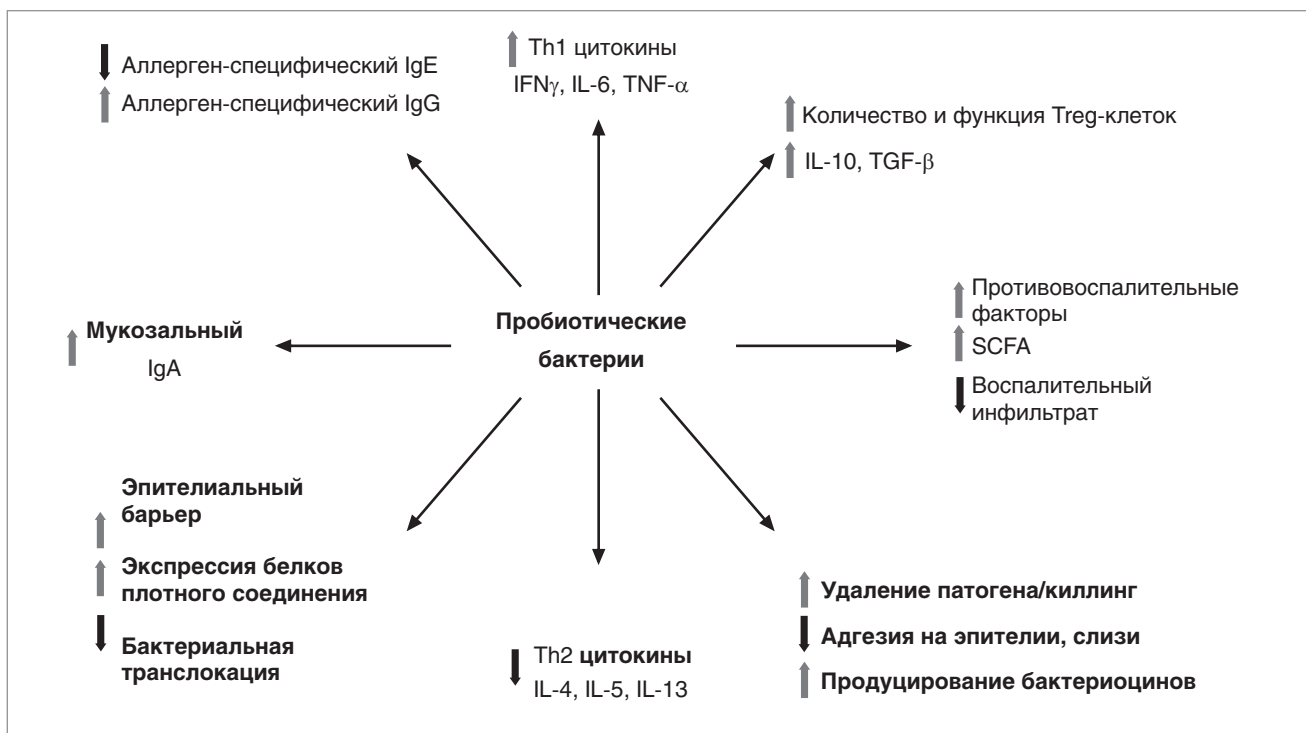 Аллерген-специфический IgE
Аллерген-специфический IgG
Th1 цитокины
IFNγ, IL-6, TNF-α
Количество и функция Treg-клеток
IL-10, TGF-β
Мукозальный
IgA
Пробиотические
бактерии
Противовоспалительные
факторы
SCFA
Воспалительный
инфильтрат
Эпителиальный
барьер
Экспрессия белков
плотного соединения
Бактериальная
транслокация
Th2 цитокины
IL-4, IL-5, IL-13
Удаление патогена/киллинг
Адгезия на эпителии, слизи
Продуцирование бактериоцинов